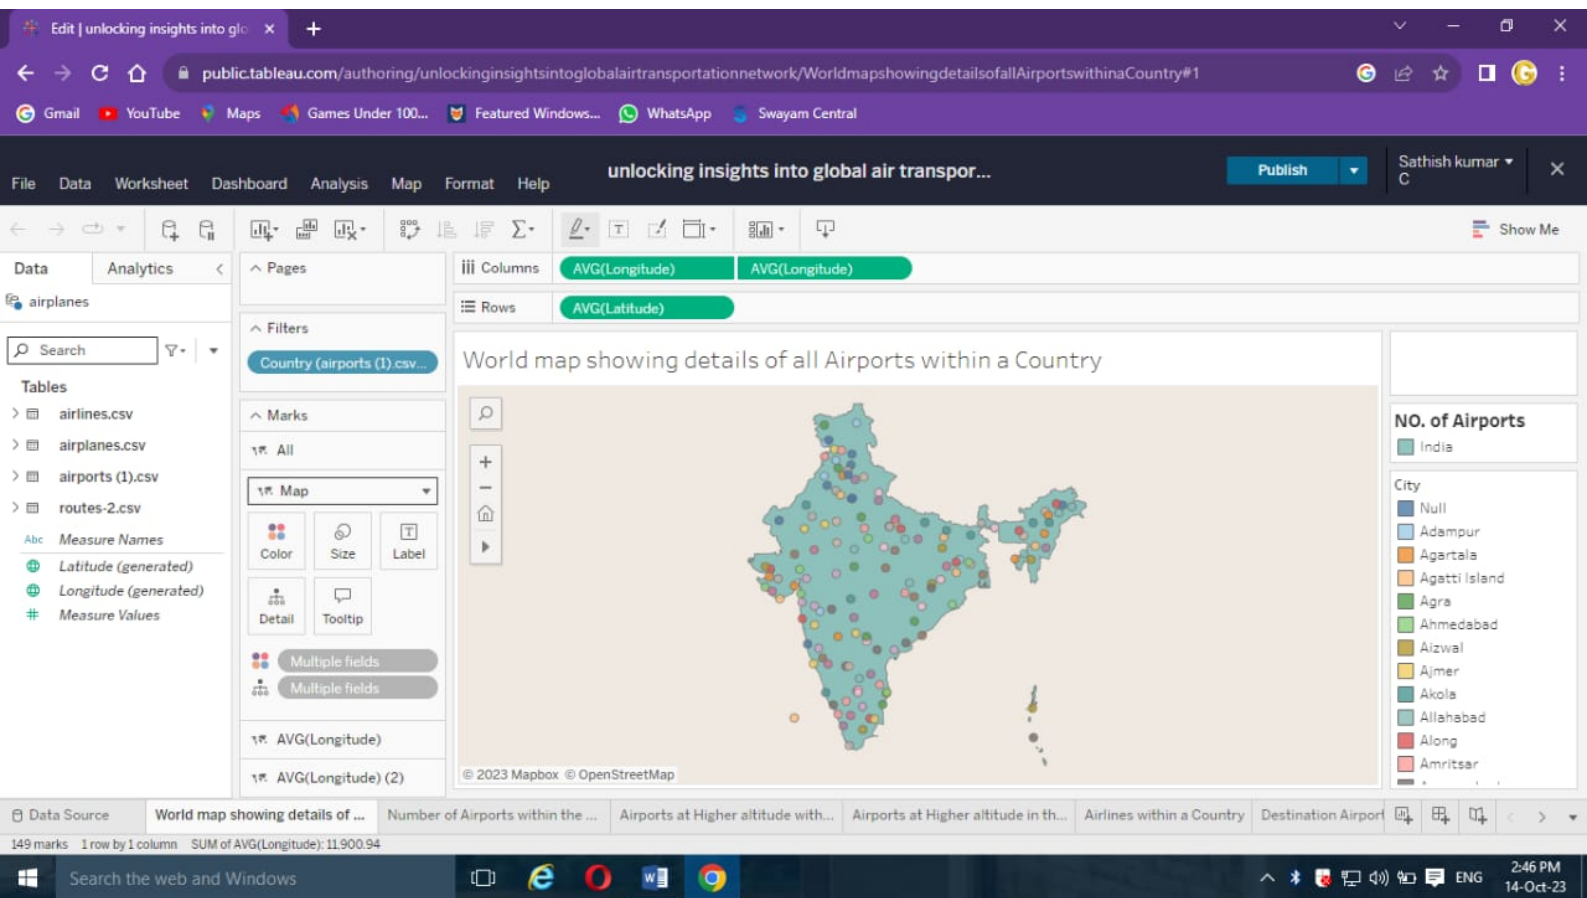 Edit | unlocking insights into glo
public.tableau.com/authoring/unlockinginsightsintoglobalairtransportationnetwork/WorldmapshowingdetailsofallAirportswithinaCountry#1
Gmail YouTube Maps Games Under 100... Featured Windows... WhatsApp Swayam Central
unlocking insights into global air transpor...
Publish
Sathish kumar
C
File Data Worksheet Dashboard Analysis Map Format Help
Show Me
Data Analytics
airplanes
Search
Tables
airlines.csv
airplanes.csv
airports (1).csv
routes-2.csv
Abc Measure Names
Latitude (generated)
Longitude (generated)
# Measure Values
Pages
Filters
Country (airports (1).csv...
Marks
All
Map
Color Size Label
Detail Tooltip
Multiple fields
Multiple fields
AVG(Longitude)
AVG(Longitude) (2)
Columns AVG(Longitude) AVG(Longitude)
Rows AVG(Latitude)
World map showing details of all Airports within a Country
© 2023 Mapbox © OpenStreetMap
NO. of Airports
India
City
Null
Adampur
Agartala
Agatti Island
Agra
Ahmedabad
Aizwal
Ajmer
Akola
Allahabad
Along
Amritsar
Data Source World map showing details of ... Number of Airports within the ... Airports at Higher altitude with... Airports at Higher altitude in th... Airlines within a Country Destination Airport
149 marks 1 row by 1 column SUM of AVG(Longitude): 11,900.94
Search the web and Windows
ENG
2:46 PM
14-Oct-23